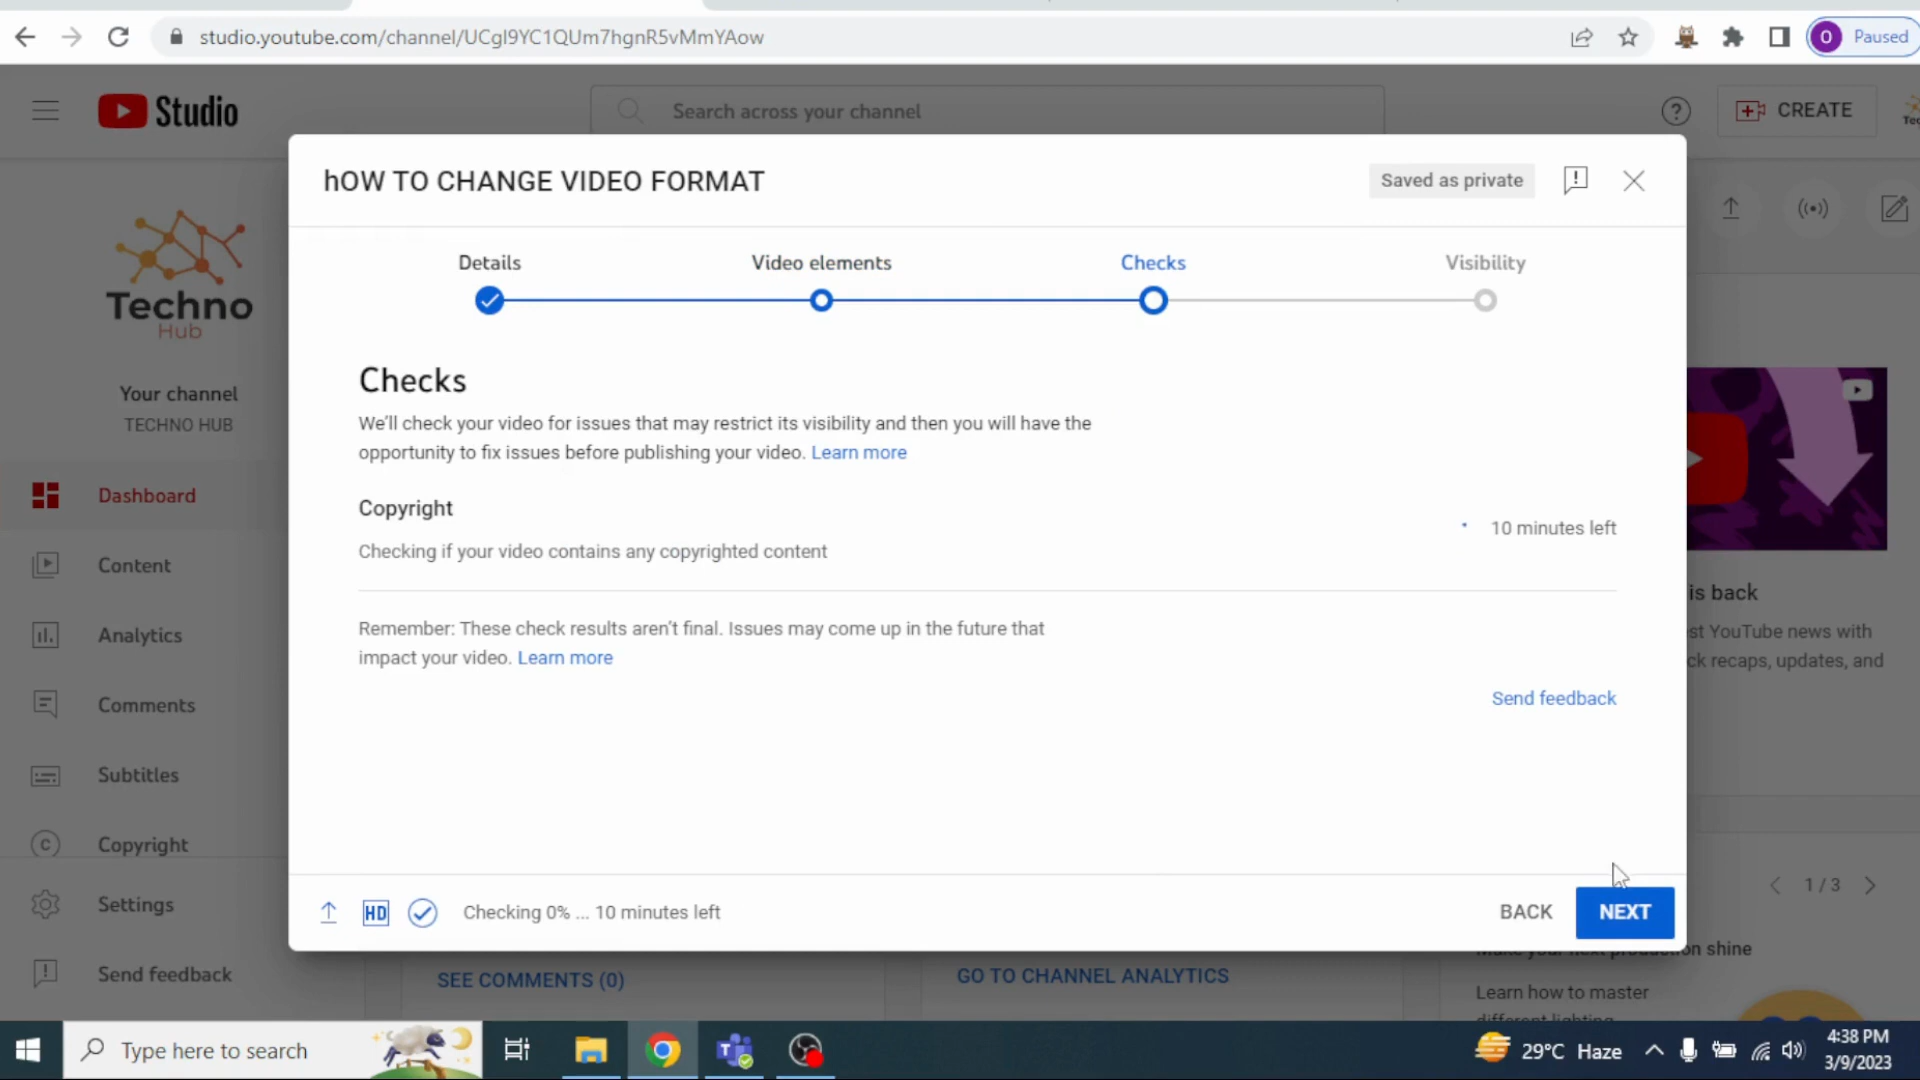 studio.youtube.com/channel/UCgI9YC1QUm7hgnR5vMmYAow
O Paused
Studio
Search across your channel
?
CREATE
hOW TO CHANGE VIDEO FORMAT
Saved as private
Details
Video elements
Checks
Visibility
Techno
Hub
Your channel
TECHNO HUB
Dashboard
Content
Analytics
Comments
Subtitles
Copyright
Settings
Send feedback
Checks
We'll check your video for issues that may restrict its visibility and then you will have the
opportunity to fix issues before publishing your video. Learn more
Copyright
10 minutes left
Checking if your video contains any copyrighted content
Remember: These check results aren't final. Issues may come up in the future that
impact your video. Learn more
Send feedback
HD
Checking 0% ... 10 minutes left
BACK
NEXT
is back
st YouTube news with
ck recaps, updates, and
1 / 3
SEE COMMENTS (0)
GO TO CHANNEL ANALYTICS
Make your next production shine
Learn how to master
different lighting
Type here to search
29°C Haze
4:38 PM
3/9/2023